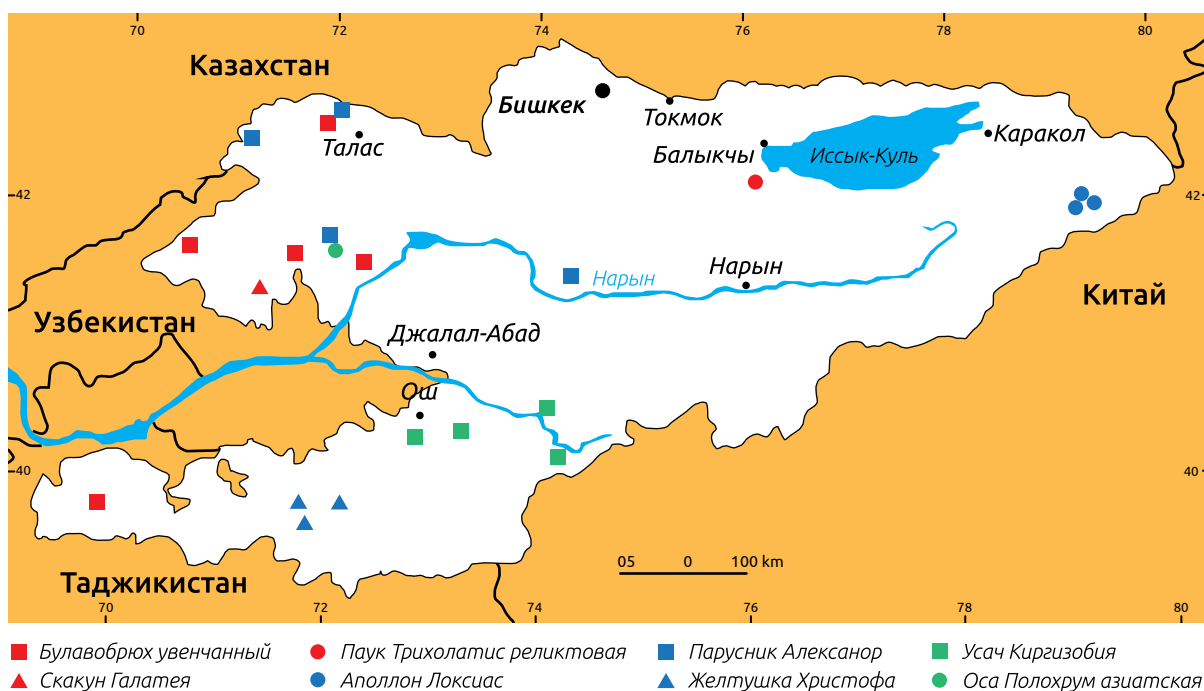 70 72 74 76 78 80
Казахстан
Бишкек
Токмок
Талас
Балыкчы
Иссык-Куль
Каракол
42 42
Нарын
Нарын
Китай
Узбекистан
Джалал-Абад
Ош
40 40
05 0 100 km
Таджикистан
70 72 74 76 78 80
Булавобрюх увенчанный Паук Трихолатис реликтовая Парусник Алексанор Усач Киргизобия
Скакун Галатея Аполлон Локсиас Желтушка Христофа Оса Полохрум азиатская